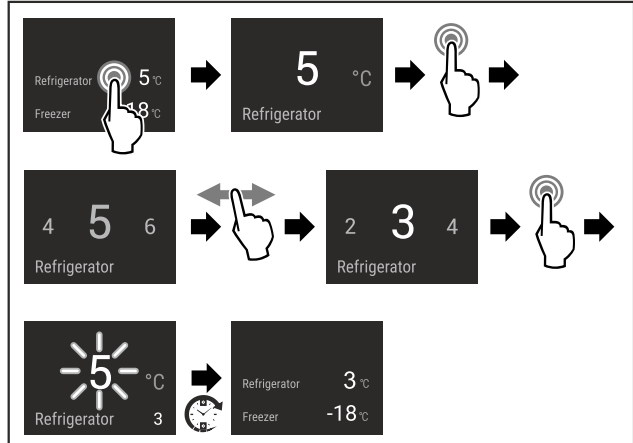 Refrigerator 5 °C
Freezer 18 °C
5 °C
Refrigerator
4 5 6
Refrigerator
2 3 4
Refrigerator
5 °C
Refrigerator 3
Refrigerator 3 °C
Freezer -18 °C